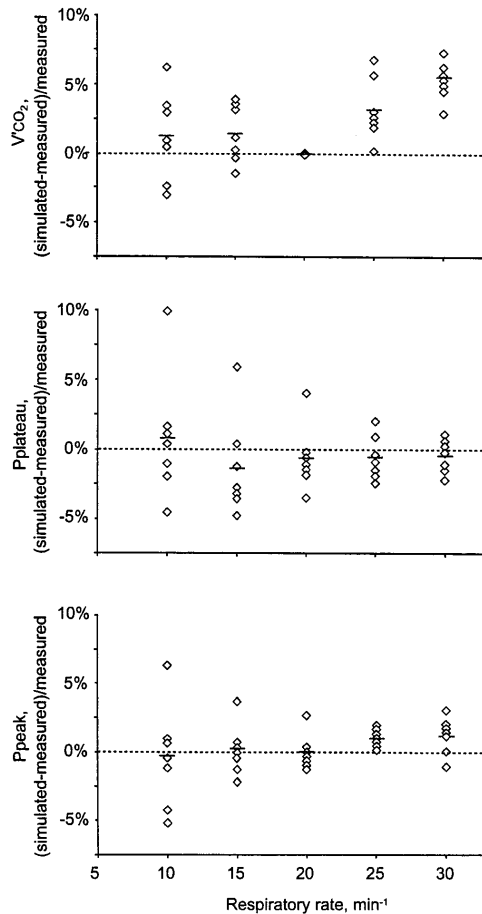 10%
5%
0%
-5%
V'CO₂,
(simulated-measured)/measured
10%
5%
0%
-5%
Pplateau,
(simulated-measured)/measured
10%
5%
0%
-5%
Ppeak,
(simulated-measured)/measured
5 10 15 20 25 30
Respiratory rate, min⁻¹